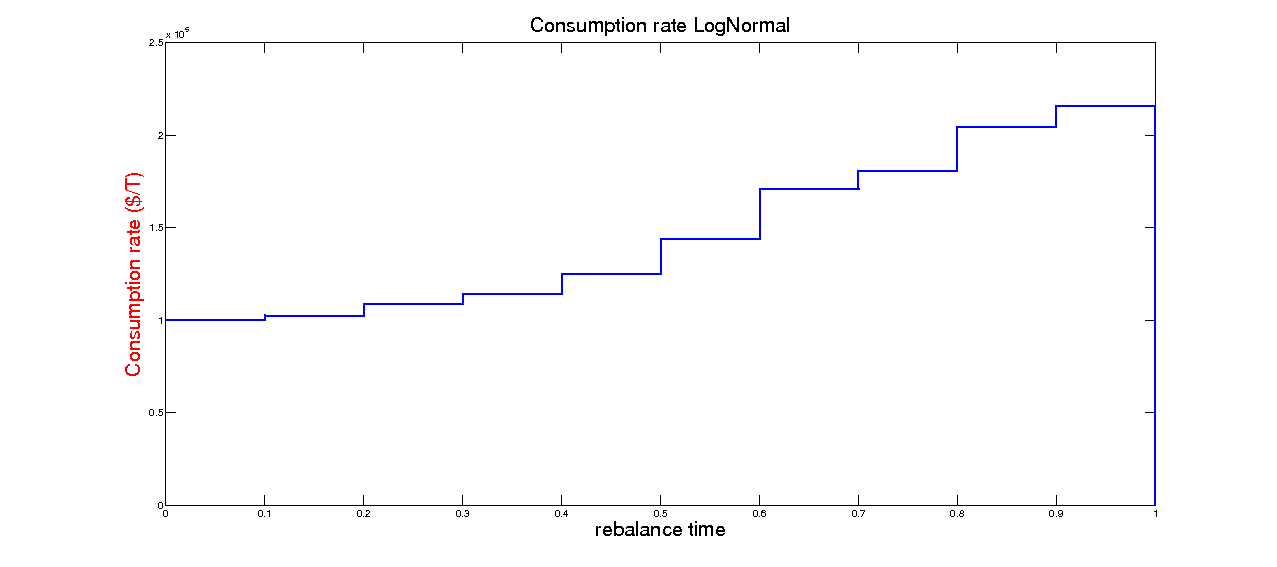 Consumption rate LogNormal
x 10^5
2.5
2
1.5
1
0.5
0
Consumption rate ($/T)
0 0.1 0.2 0.3 0.4 0.5 0.6 0.7 0.8 0.9 1
rebalance time